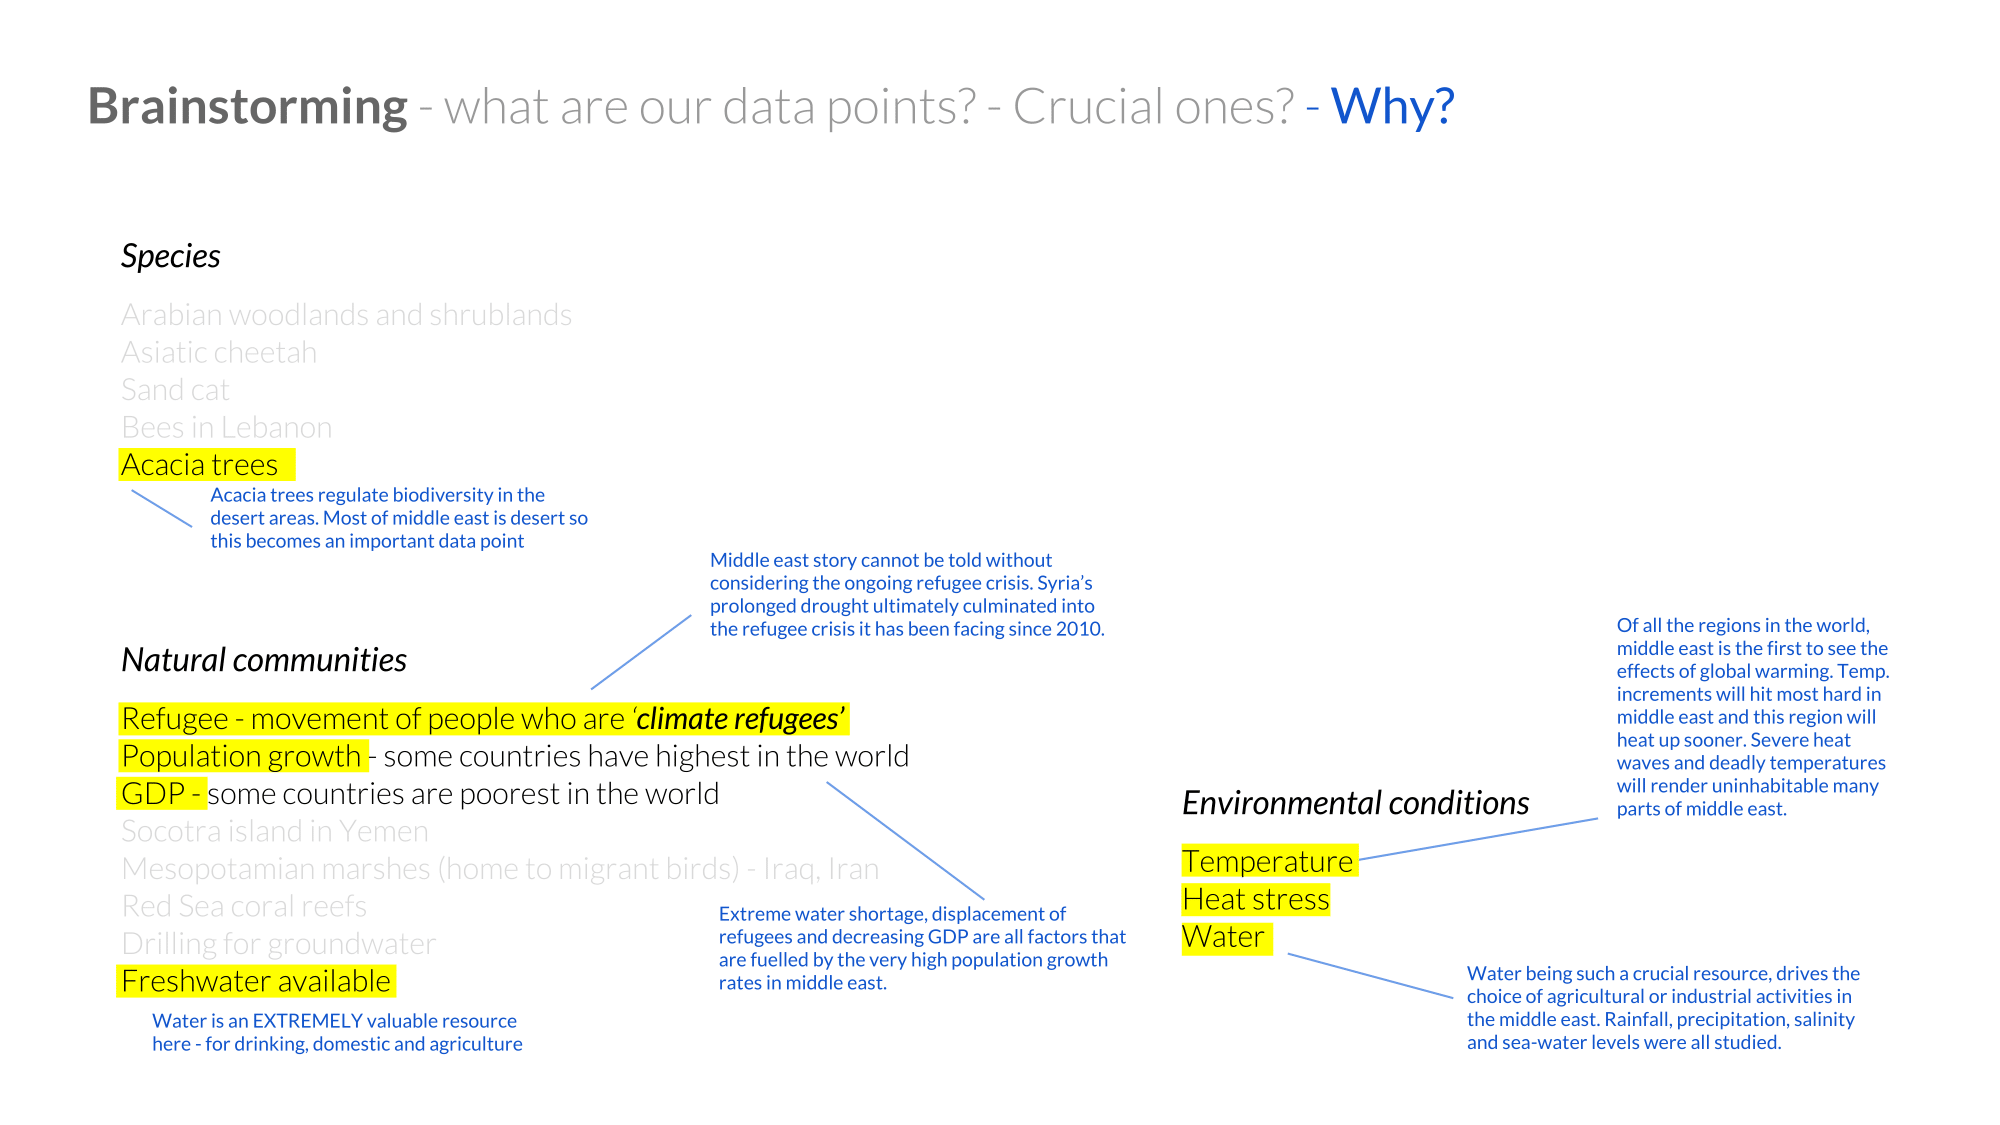 Brainstorming - what are our data points? - Crucial ones? - Why?
Species
Arabian woodlands and shrublands
Asiatic cheetah
Sand cat
Bees in Lebanon
Acacia trees
Acacia trees regulate biodiversity in the
desert areas. Most of middle east is desert so
this becomes an important data point
Middle east story cannot be told without
considering the ongoing refugee crisis. Syria's
prolonged drought ultimately culminated into
the refugee crisis it has been facing since 2010.
Natural communities
Refugee - movement of people who are ‘climate refugees’
Population growth - some countries have highest in the world
GDP - some countries are poorest in the world
Socotra island in Yemen
Mesopotamian marshes (home to migrant birds) - Iraq, Iran
Red Sea coral reefs
Drilling for groundwater
Freshwater available
Water is an EXTREMELY valuable resource
here - for drinking, domestic and agriculture
Extreme water shortage, displacement of
refugees and decreasing GDP are all factors that
are fuelled by the very high population growth
rates in middle east.
Of all the regions in the world,
middle east is the first to see the
effects of global warming. Temp.
increments will hit most hard in
middle east and this region will
heat up sooner. Severe heat
waves and deadly temperatures
will render uninhabitable many
parts of middle east.
Environmental conditions
Temperature
Heat stress
Water
Water being such a crucial resource, drives the
choice of agricultural or industrial activities in
the middle east. Rainfall, precipitation, salinity
and sea-water levels were all studied.